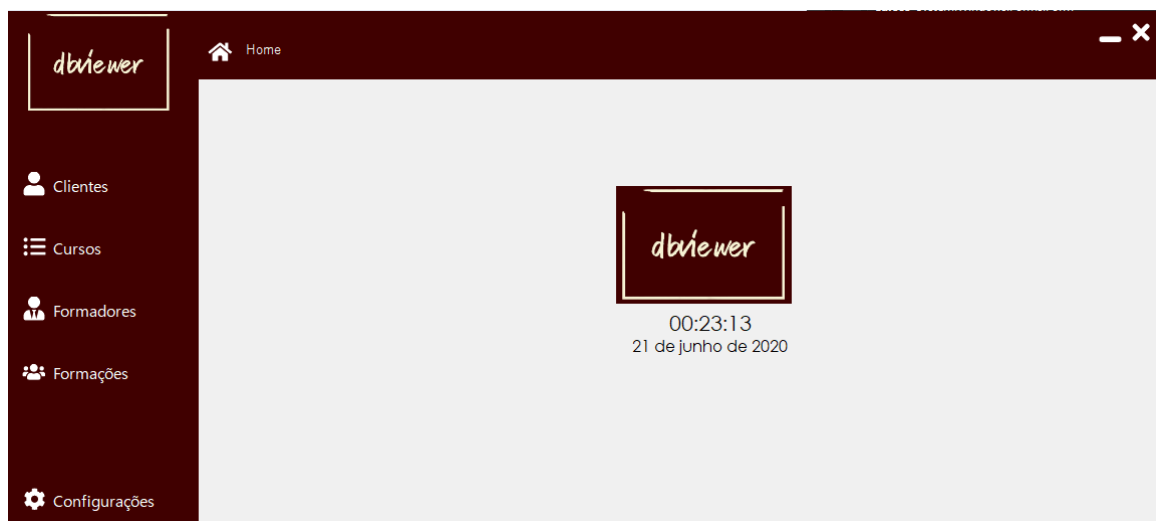 dbviewer
Home
Clientes
Cursos
Formadores
Formações
Configurações
dbviewer
00:23:13
21 de junho de 2020